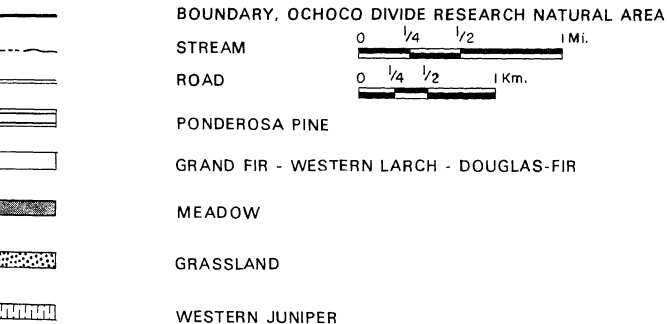 BOUNDARY, OCHOCO DIVIDE RESEARCH NATURAL AREA
STREAM
0 1/4 1/2 1 Mi.
ROAD
0 1/4 1/2 1 Km.
PONDEROSA PINE
GRAND FIR - WESTERN LARCH - DOUGLAS-FIR
MEADOW
GRASSLAND
WESTERN JUNIPER